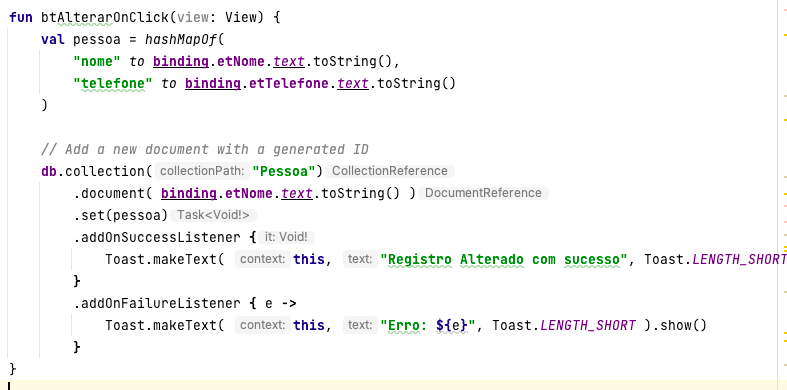 fun btAlterarOnClick(view: View) {
    val pessoa = hashMapOf(
        "nome" to binding.etNome.text.toString(),
        "telefone" to binding.etTelefone.text.toString()
    )
    // Add a new document with a generated ID
    db.collection( collectionPath: "Pessoa") CollectionReference
        .document( binding.etNome.text.toString() ) DocumentReference
        .set(pessoa) Task<Void!>
        .addOnSuccessListener { it: Void!
            Toast.makeText( context: this, text: "Registro Alterado com sucesso", Toast.LENGTH_SHORT
        }
        .addOnFailureListener { e ->
            Toast.makeText( context: this, text: "Erro: ${e}", Toast.LENGTH_SHORT ).show()
        }
}